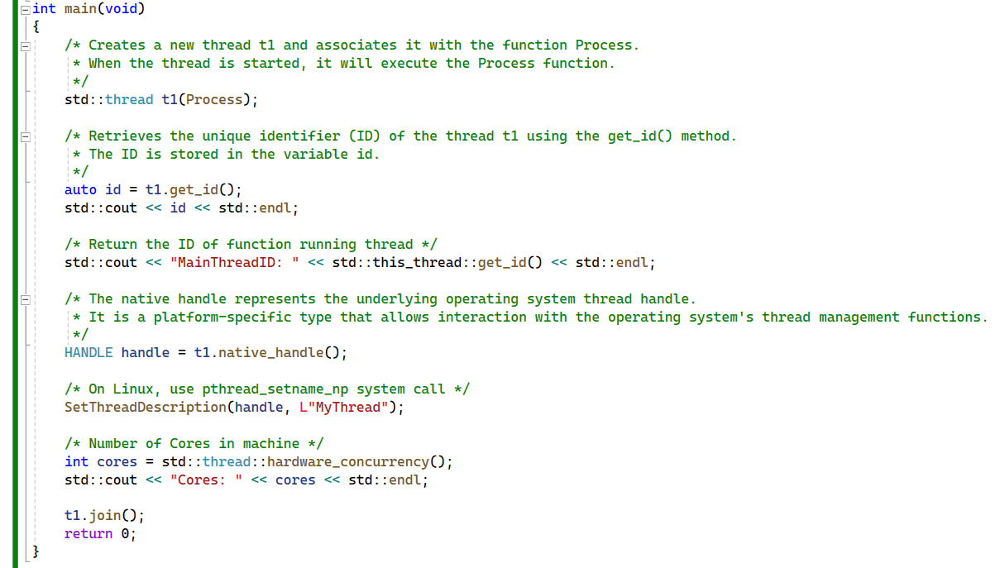 int main(void)
{
/* Creates a new thread t1 and associates it with the function Process.
* When the thread is started, it will execute the Process function.
*/
std::thread t1(Process);
/* Retrieves the unique identifier (ID) of the thread t1 using the get_id() method.
* The ID is stored in the variable id.
*/
auto id = t1.get_id();
std::cout << id << std::endl;
/* Return the ID of function running thread */
std::cout << "MainThreadID: " << std::this_thread::get_id() << std::endl;
/* The native handle represents the underlying operating system thread handle.
* It is a platform-specific type that allows interaction with the operating system's thread management functions.
*/
HANDLE handle = t1.native_handle();
/* On Linux, use pthread_setname_np system call */
SetThreadDescription(handle, L"MyThread");
/* Number of Cores in machine */
int cores = std::thread::hardware_concurrency();
std::cout << "Cores: " << cores << std::endl;
t1.join();
return 0;
}